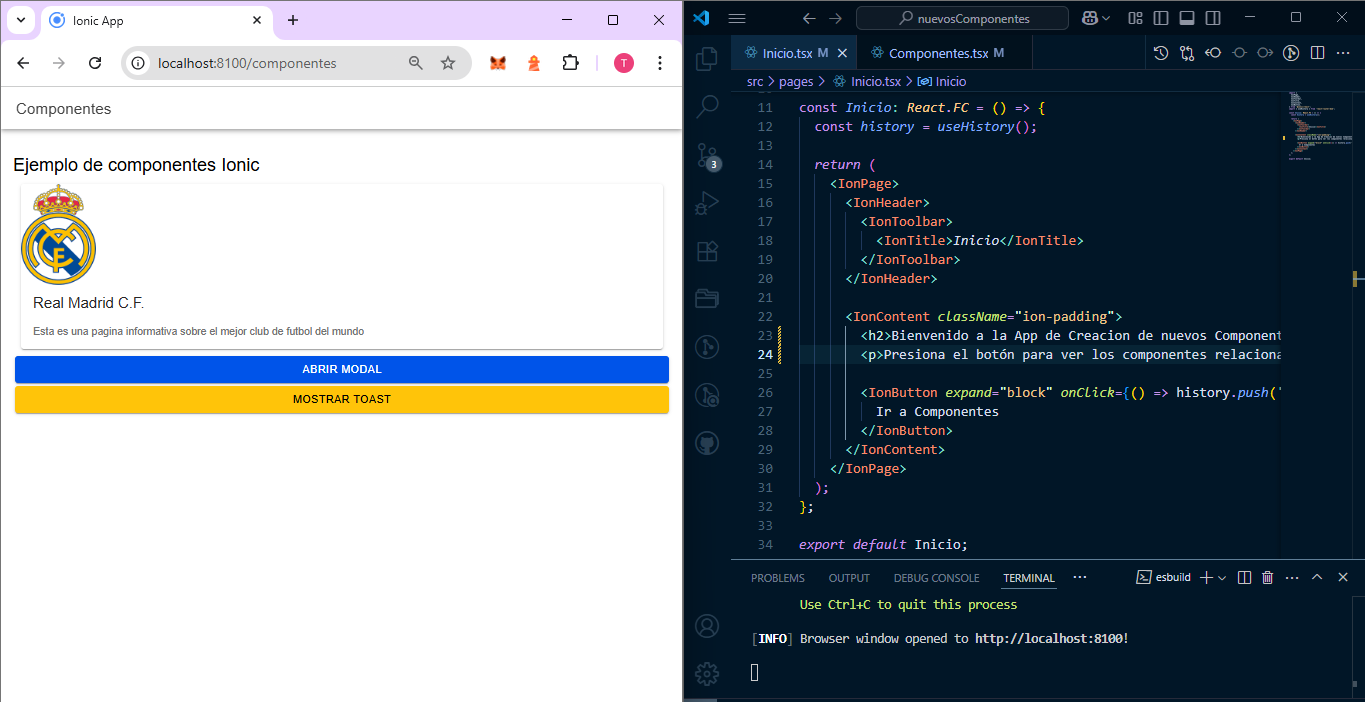 Ionic App
localhost:8100/componentes
T
Componentes
Ejemplo de componentes Ionic
Real Madrid C.F.
Esta es una pagina informativa sobre el mejor club de futbol del mundo
ABRIR MODAL
MOSTRAR TOAST
nuevosComponentes
Inicio.tsx M
Componentes.tsx M
src > pages > Inicio.tsx > Inicio
3
11 const Inicio: React.FC = () => {
12 const history = useHistory();
13
14 return (
15 <IonPage>
16 <IonHeader>
17 <IonToolbar>
18 <IonTitle>Inicio</IonTitle>
19 </IonToolbar>
20 </IonHeader>
21
22 <IonContent className="ion-padding">
23 <h2>Bienvenido a la App de Creacion de nuevos Component
24 <p>Presiona el botón para ver los componentes relaciona
25
26 <IonButton expand="block" onClick={() => history.push('
27 Ir a Componentes
28 </IonButton>
29 </IonContent>
30 </IonPage>
31 );
32 };
33
34 export default Inicio;
PROBLEMS OUTPUT DEBUG CONSOLE TERMINAL ··· esbuild
Use Ctrl+C to quit this process
[INFO] Browser window opened to http://localhost:8100!